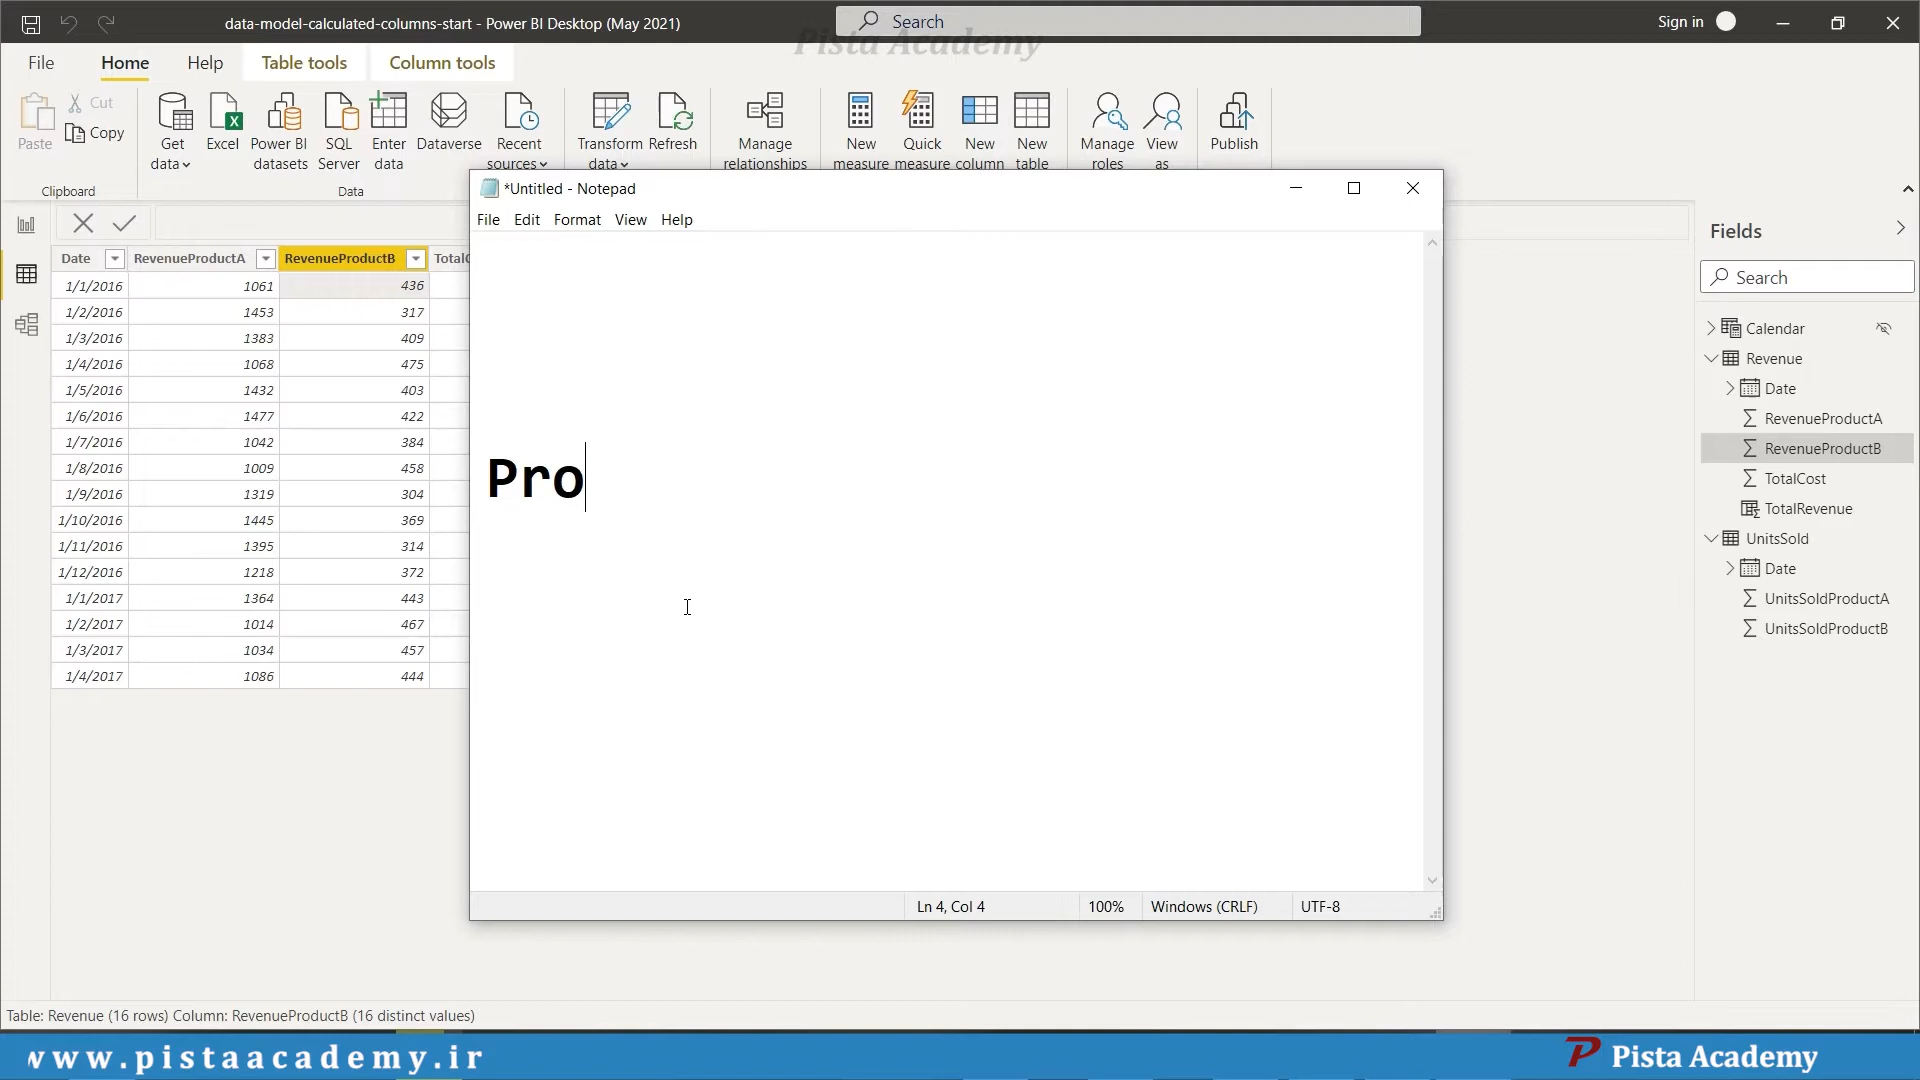 data-model-calculated-columns-start - Power BI Desktop (May 2021)
Search
Sign in
Pista Academy
File Home Help Table tools Column tools
Paste
Cut
Copy
Clipboard
Get data
Excel
Power BI datasets
SQL Server
Enter data
Dataverse
Recent sources
Data
Transform data
Refresh
Manage relationships
New measure
Quick measure
New column
New table
Manage roles
View as
Publish
*Untitled - Notepad
File Edit Format View Help
Pro
Ln 4, Col 4 100% Windows (CRLF) UTF-8
Date RevenueProductA RevenueProductB TotalC
1/1/2016 1061 436
1/2/2016 1453 317
1/3/2016 1383 409
1/4/2016 1068 475
1/5/2016 1432 403
1/6/2016 1477 422
1/7/2016 1042 384
1/8/2016 1009 458
1/9/2016 1319 304
1/10/2016 1445 369
1/11/2016 1395 314
1/12/2016 1218 372
1/1/2017 1364 443
1/2/2017 1014 467
1/3/2017 1034 457
1/4/2017 1086 444
Fields
Search
Calendar
Revenue
Date
RevenueProductA
RevenueProductB
TotalCost
TotalRevenue
UnitsSold
Date
UnitsSoldProductA
UnitsSoldProductB
Table: Revenue (16 rows) Column: RevenueProductB (16 distinct values)
www.pistaacademy.ir
Pista Academy